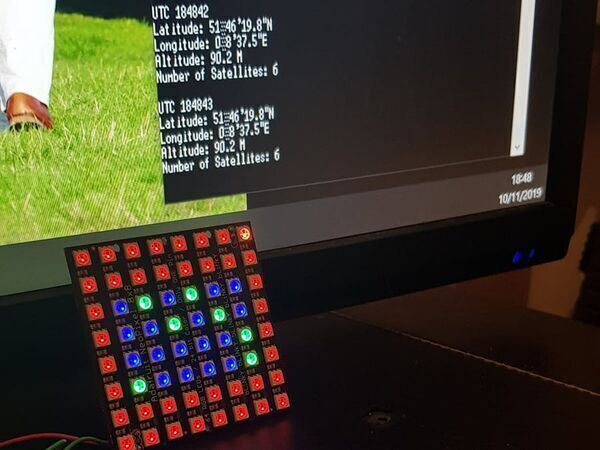 UTC 184842
Latitude: 51░46'19.8"N
Longitude: 0░8'37.5"E
Altitude: 90.2 M
Number of Satellites: 6
UTC 184843
Latitude: 51░46'19.8"N
Longitude: 0░8'37.5"E
Altitude: 90.2 M
Number of Satellites: 6
18:48
10/11/2019